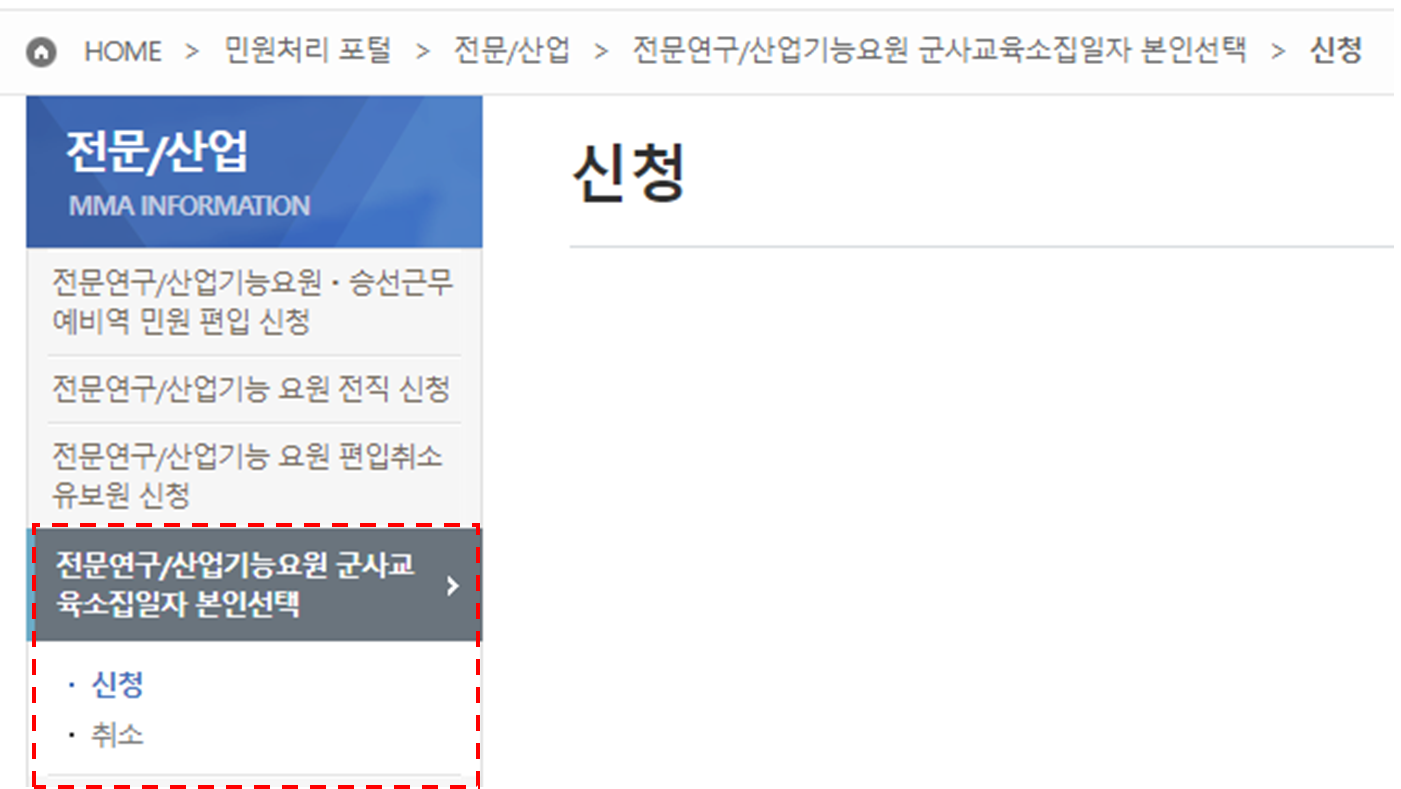 HOME > 민원처리 포털 > 전문/산업 > 전문연구/산업기능요원 군사교육소집일자 본인선택 > 신청
전문/산업
MMA INFORMATION
전문연구/산업기능요원 · 승선근무
예비역 민원 편입 신청
전문연구/산업기능 요원 전직 신청
전문연구/산업기능 요원 편입취소
유보원 신청
전문연구/산업기능요원 군사교
육소집일자 본인선택
· 신청
· 취소
신청